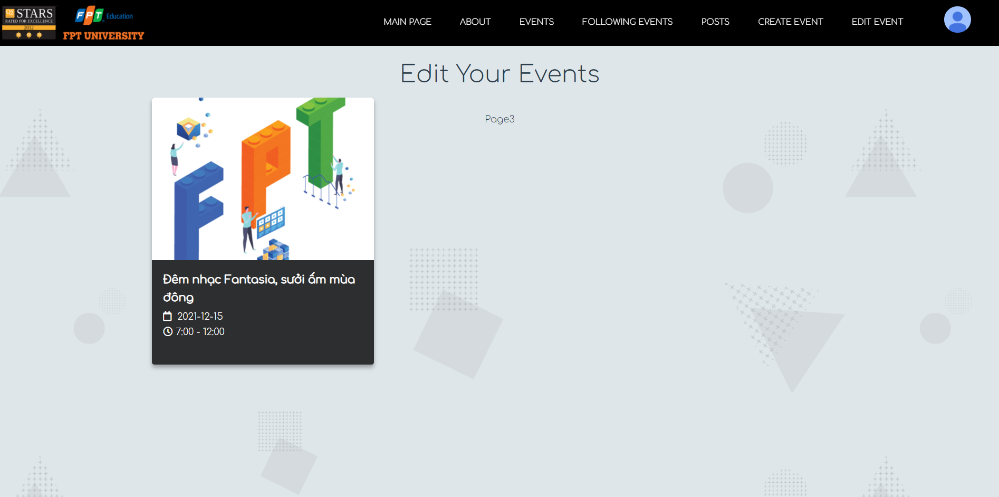 QS STARS
RATED FOR EXCELLENCE
2012
FPT Education
FPT UNIVERSITY
MAIN PAGE
ABOUT
EVENTS
FOLLOWING EVENTS
POSTS
CREATE EVENT
EDIT EVENT
Edit Your Events
FPT
Page3
Đêm nhạc Fantasia, sưởi ấm mùa
đông
2021-12-15
7:00 - 12:00